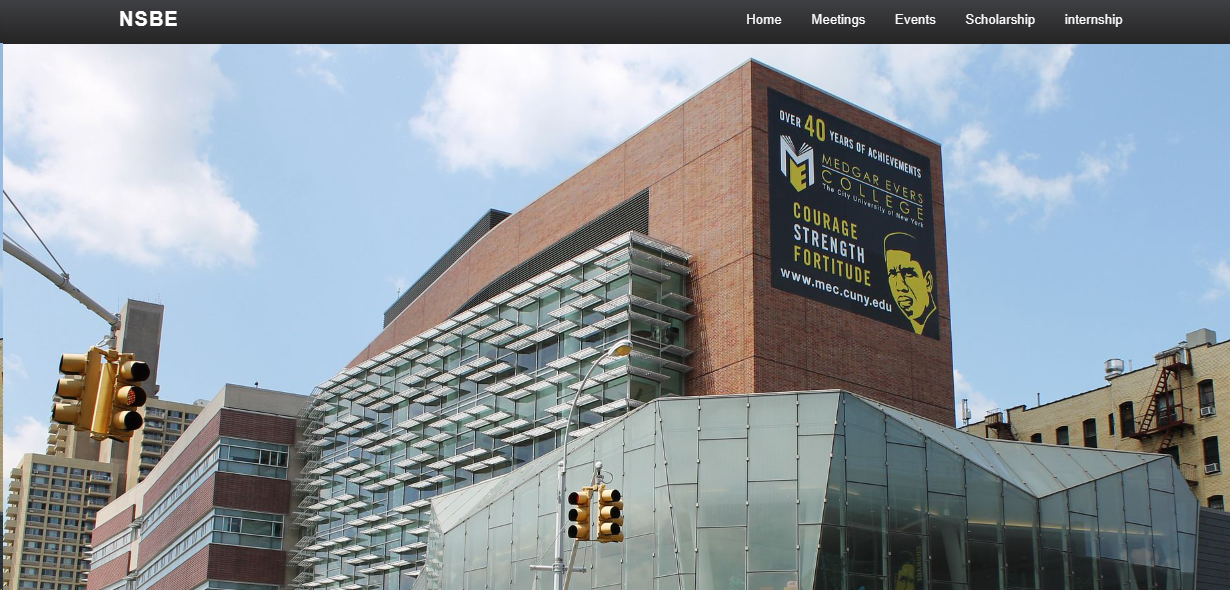 NSBE
Home Meetings Events Scholarship internship
OVER 40 YEARS OF ACHIEVEMENTS
MEDGAR EVERS
COLLEGE
The City University of New York
COURAGE
STRENGTH
FORTITUDE
www.mec.cuny.edu